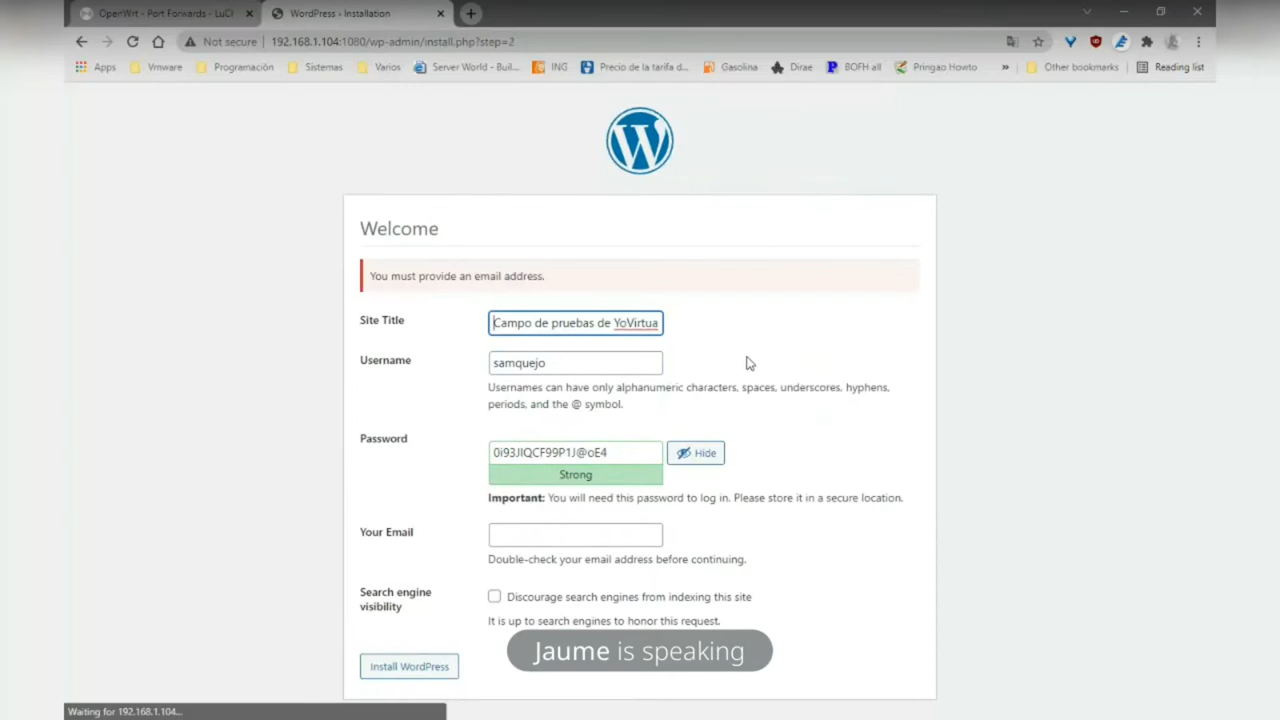 OpenWrt - Port Forwards - LuCI
WordPress › Installation
Not secure | 192.168.1.104:1080/wp-admin/install.php?step=2
Apps Vmware Programación Sistemas Varios Server World - Buil... ING Precio de la tarifa d... Gasolina Dirae BOFH all Pringao Howto » Other bookmarks Reading list
Welcome
You must provide an email address.
Site Title
Campo de pruebas de YoVirtua
Username
samquejo
Usernames can have only alphanumeric characters, spaces, underscores, hyphens,
periods, and the @ symbol.
Password
0i93JIQCF99P1J@oE4
Hide
Strong
Important: You will need this password to log in. Please store it in a secure location.
Your Email
Double-check your email address before continuing.
Search engine
visibility
Discourage search engines from indexing this site
It is up to search engines to honor this request.
Jaume is speaking
Install WordPress
Waiting for 192.168.1.104...